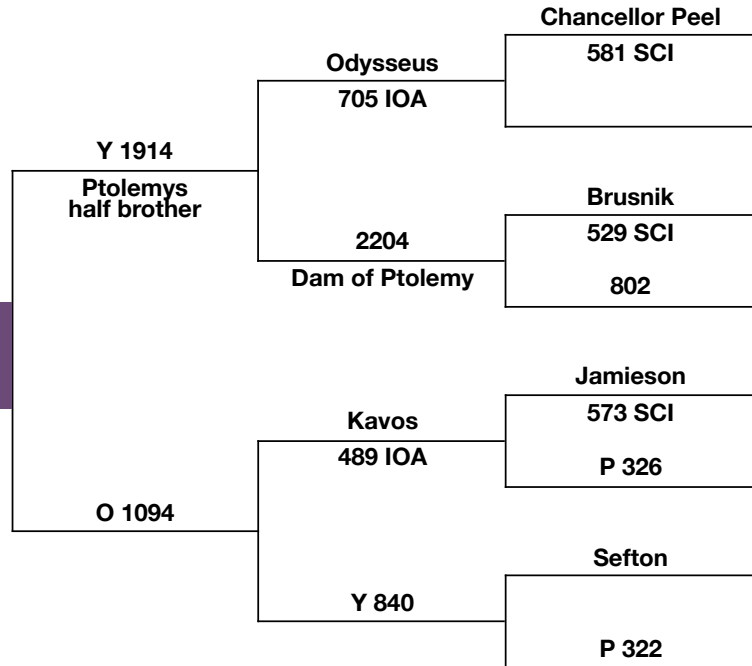 Chancellor Peel
581 SCI
Odysseus
705 IOA
Y 1914
Ptolemys
half brother
Brusnik
529 SCI
2204
Dam of Ptolemy
802
Jamieson
573 SCI
Kavos
489 IOA
P 326
O 1094
Sefton
Y 840
P 322